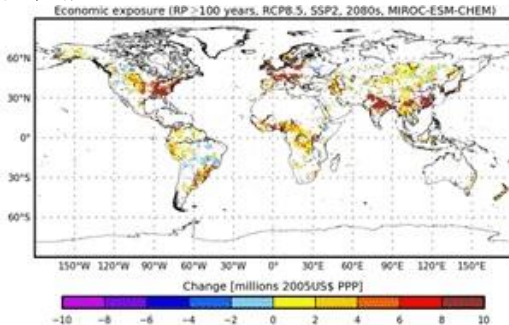 Economic exposure (RP >100 years, RCP8.5, SSP2, 2080s, MIROC-ESM-CHEM)
60°N
30°N
0°
30°S
60°S
150°W 120°W 90°W 60°W 30°W 0° 30°E 60°E 90°E 120°E 150°E
Change [millions 2005US$ PPP]
−10 −8 −6 −4 −2 0 2 4 6 8 10